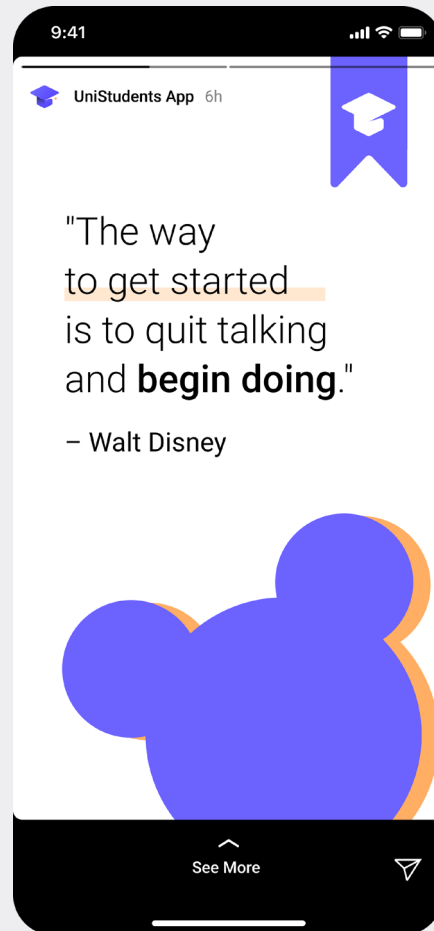 9:41
UniStudents App 6h
"The way
to get started
is to quit talking
and begin doing."
– Walt Disney
See More